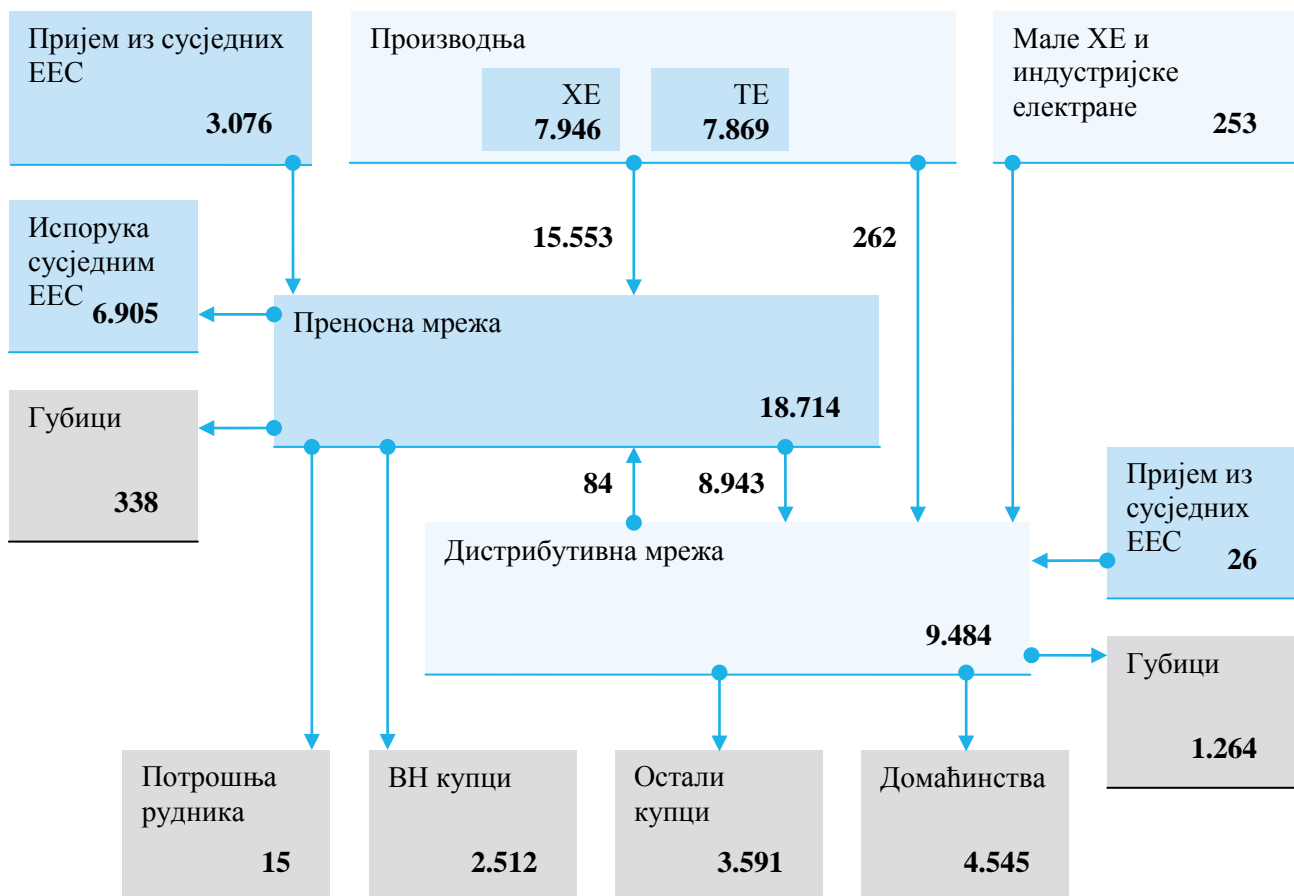 Пријем из сусједних
ЕЕС
3.076
Производња
ХЕ
7.946
ТЕ
7.869
Мале ХЕ и
индустријске
електране
253
Испорука
сусједним
ЕЕС
6.905
15.553
262
Преносна мрежа
18.714
Губици
338
84
8.943
Дистрибутивна мрежа
9.484
Пријем из
сусједних
ЕЕС
26
Губици
1.264
Потрошња
рудника
15
ВН купци
2.512
Остали
купци
3.591
Домаћинства
4.545